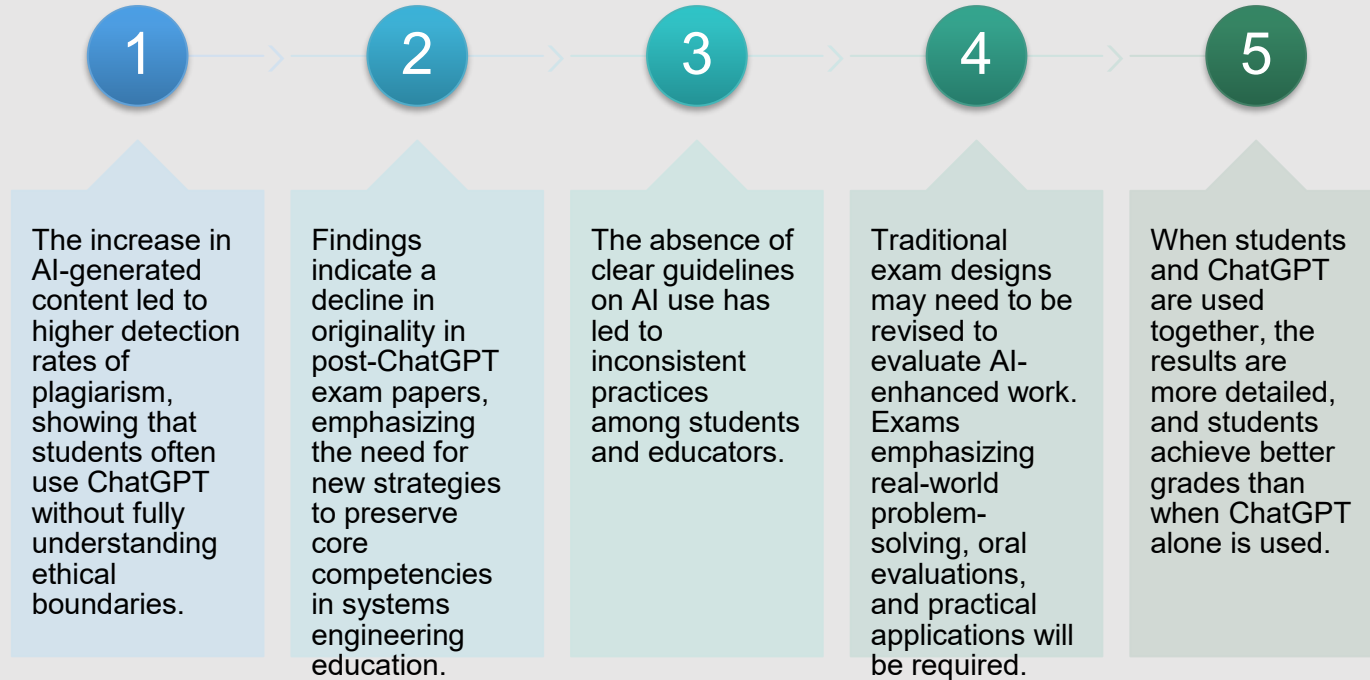 1
The increase in
AI-generated
content led to
higher detection
rates of
plagiarism,
showing that
students often
use ChatGPT
without fully
understanding
ethical
boundaries.
2
Findings
indicate a
decline in
originality in
post-ChatGPT
exam papers,
emphasizing
the need for
new strategies
to preserve
core
competencies
in systems
engineering
education.
3
The absence of
clear guidelines
on AI use has
led to
inconsistent
practices
among students
and educators.
4
Traditional
exam designs
may need to be
revised to
evaluate AI-
enhanced work.
Exams
emphasizing
real-world
problem-
solving, oral
evaluations,
and practical
applications will
be required.
5
When students
and ChatGPT
are used
together, the
results are
more detailed,
and students
achieve better
grades than
when ChatGPT
alone is used.